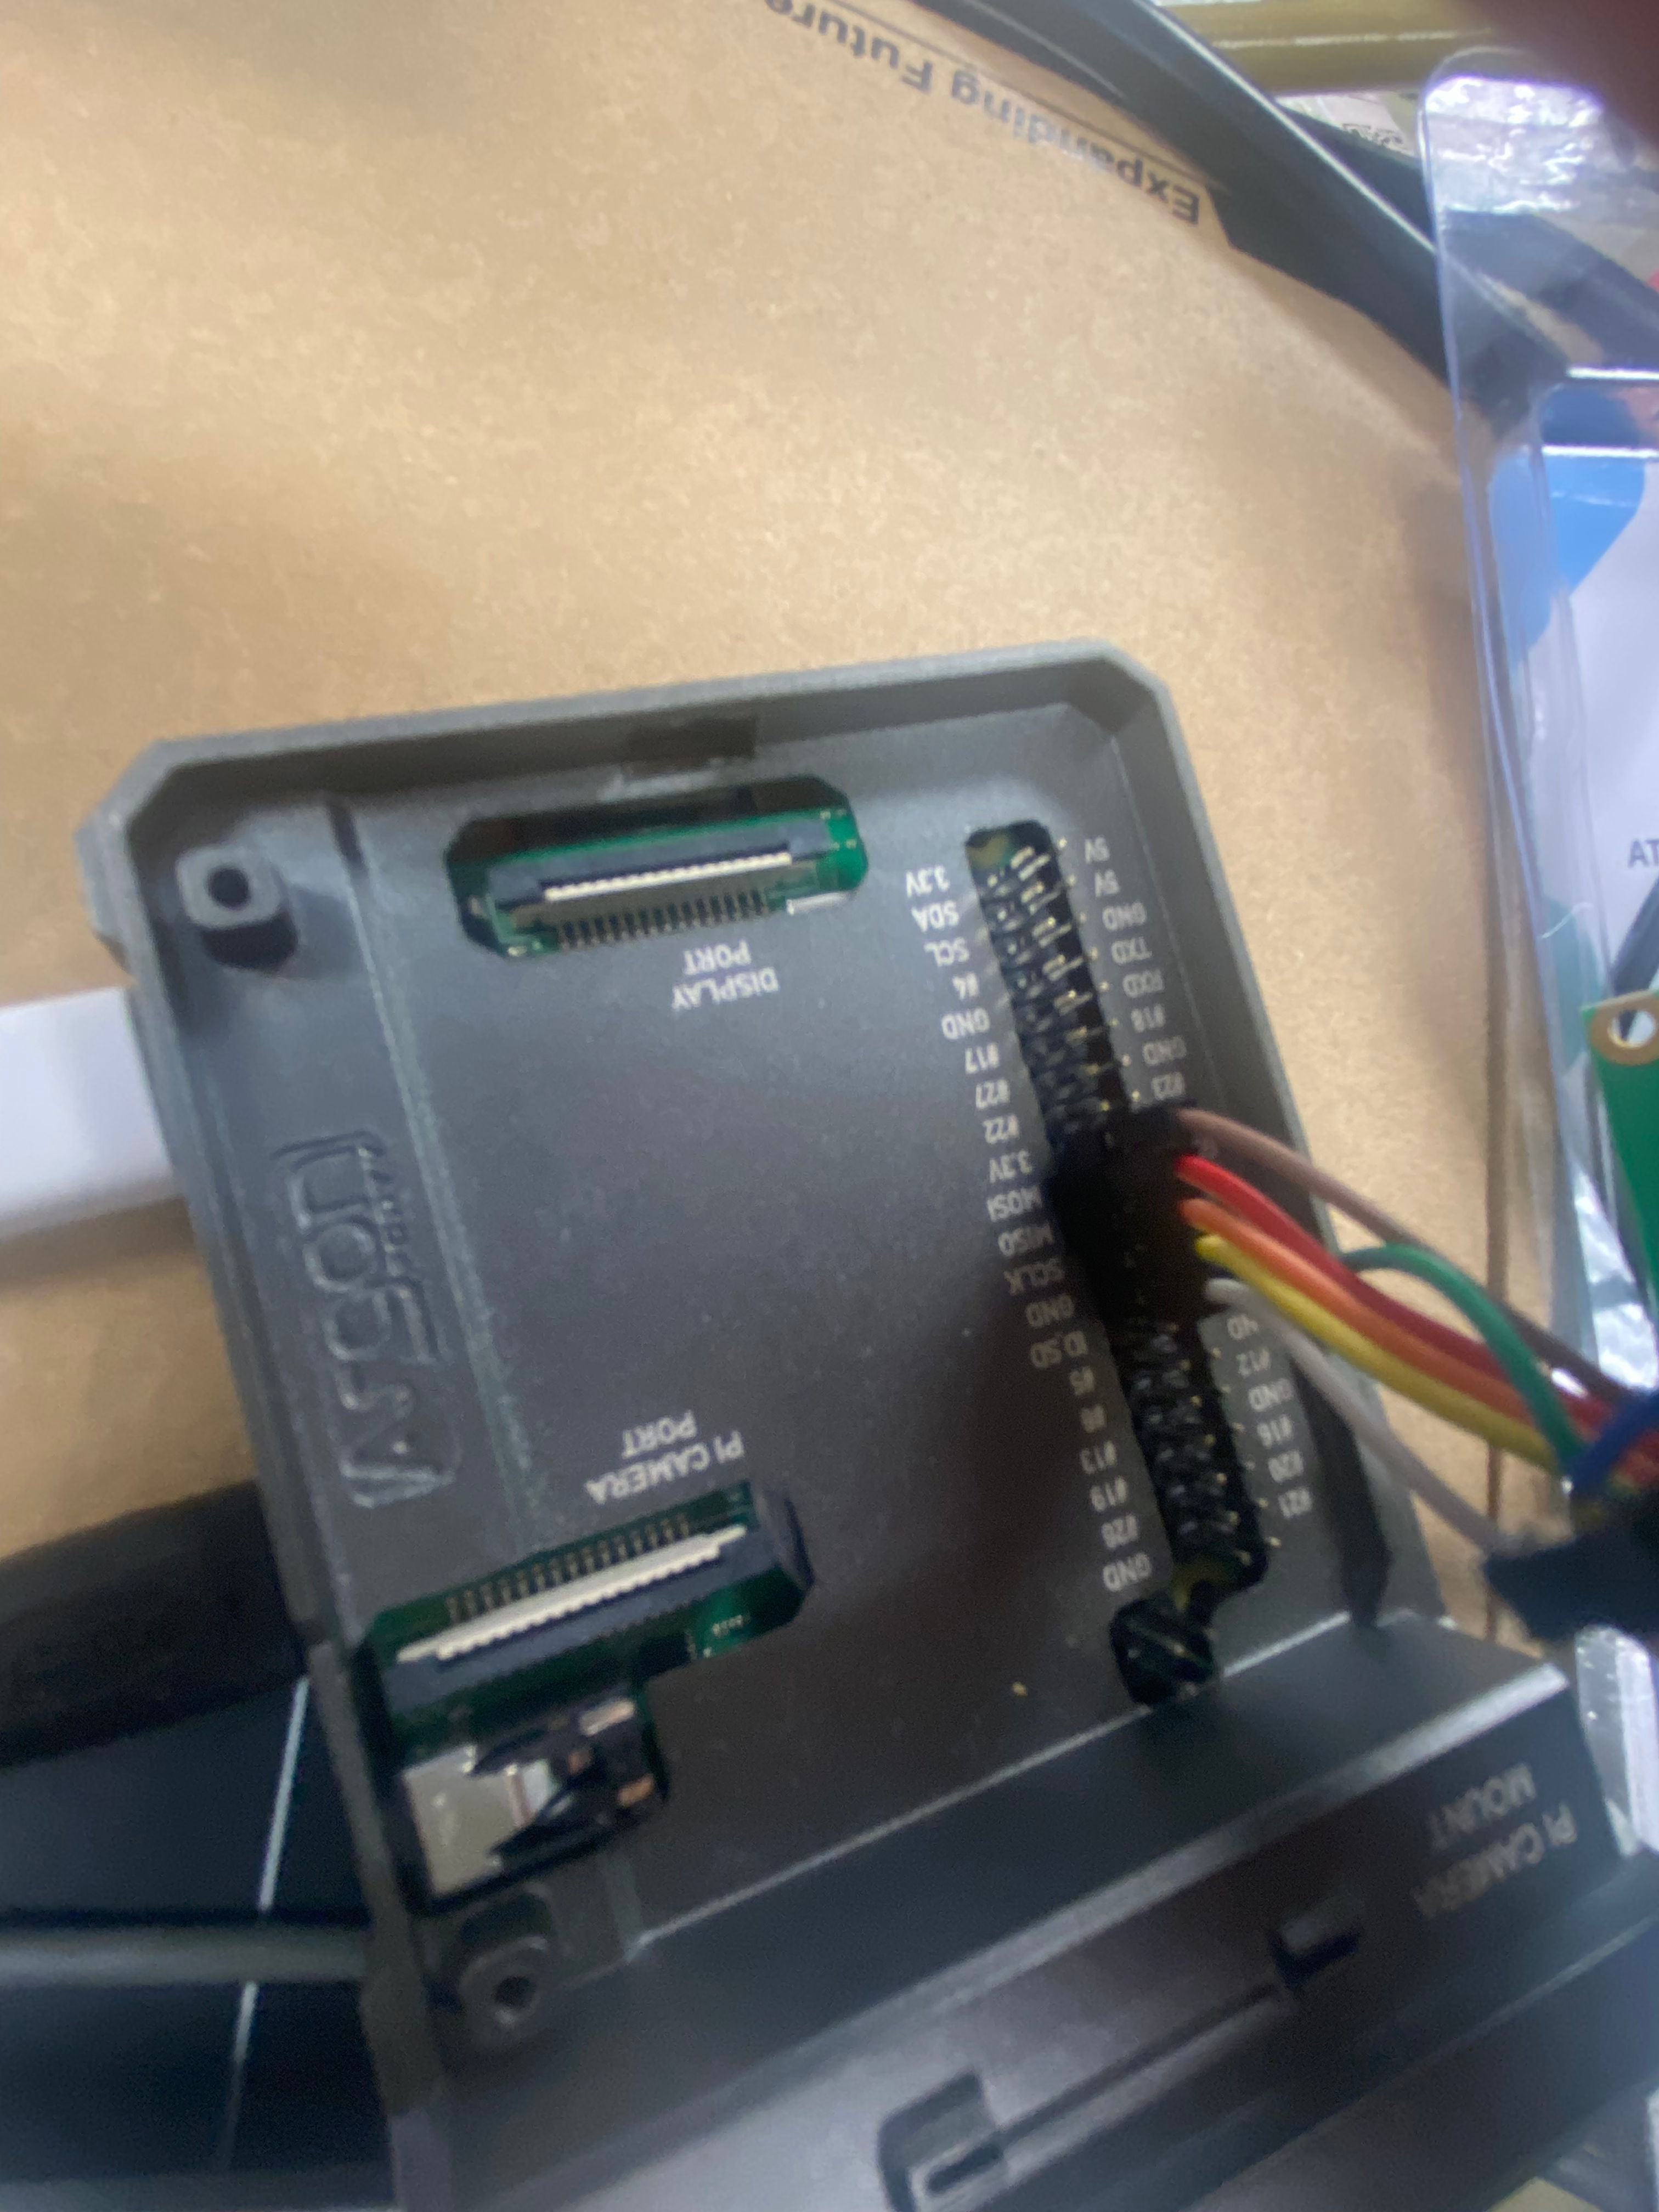 Expanding Future
AT
DISPLAY
PORT
5V
5V
GND
TXD
RXD
#18
GND
#23
3.3V
SDA
SCL
#4
GND
#17
#27
#22
3.3V
MOSI
MISO
SCLK
GND
ID_SD
#5
#6
#13
#19
#26
GND
ND
#12
GND
#16
#20
#21
argon
PI CAMERA
PORT
PI CAMERA
MOUNT